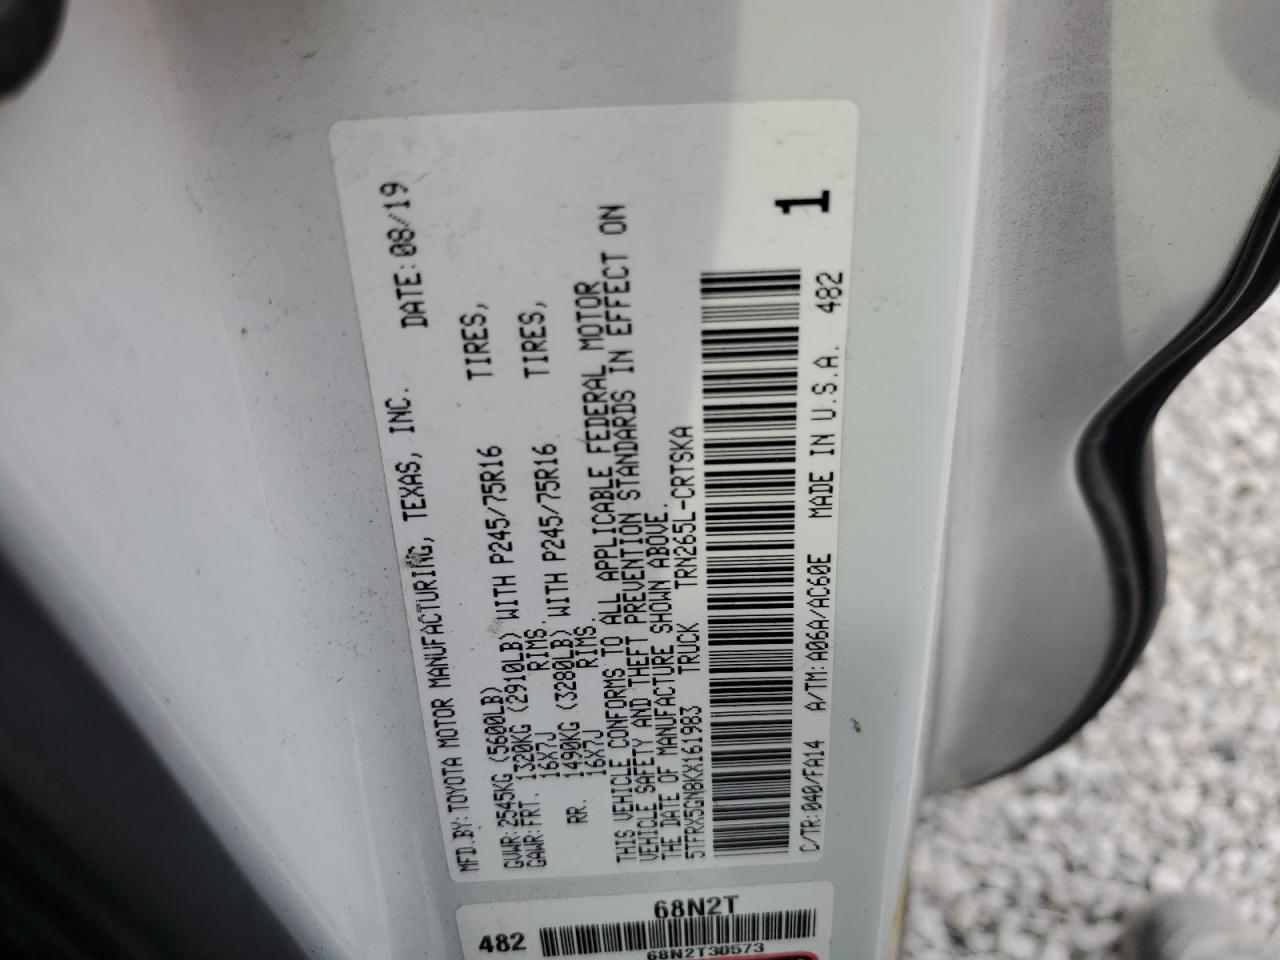 MFD.BY:TOYOTA MOTOR MANUFACTURING, TEXAS, INC. DATE:08/19
GVWR:2545KG (5600LB)
GAWR:FRT. 1320KG (2910LB) WITH P245/75R16 TIRES,
16X7J RIMS.
RR. 1490KG (3280LB) WITH P245/75R16 TIRES,
16X7J RIMS.
THIS VEHICLE CONFORMS TO ALL APPLICABLE FEDERAL MOTOR
VEHICLE SAFETY AND THEFT PREVENTION STANDARDS IN EFFECT ON
THE DATE OF MANUFACTURE SHOWN ABOVE.
5TFRX5GN8KX161983 TRUCK TRN265L-CRTSKA
1
C/TR:040/FA14 A/TM:A06A/AC60E MADE IN U.S.A. 482
68N2T
482
68N2T30573